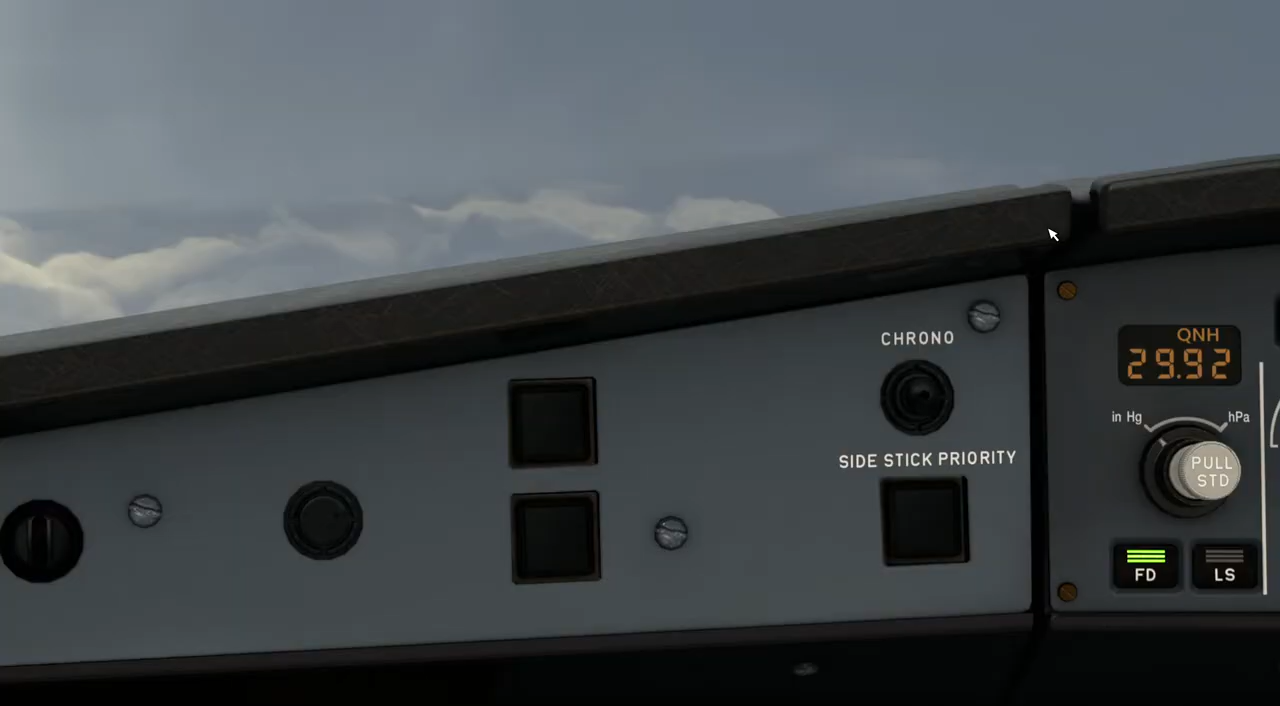 CHRONO
SIDE STICK PRIORITY
QNH
29.92
in Hg
hPa
PULL
STD
FD
LS